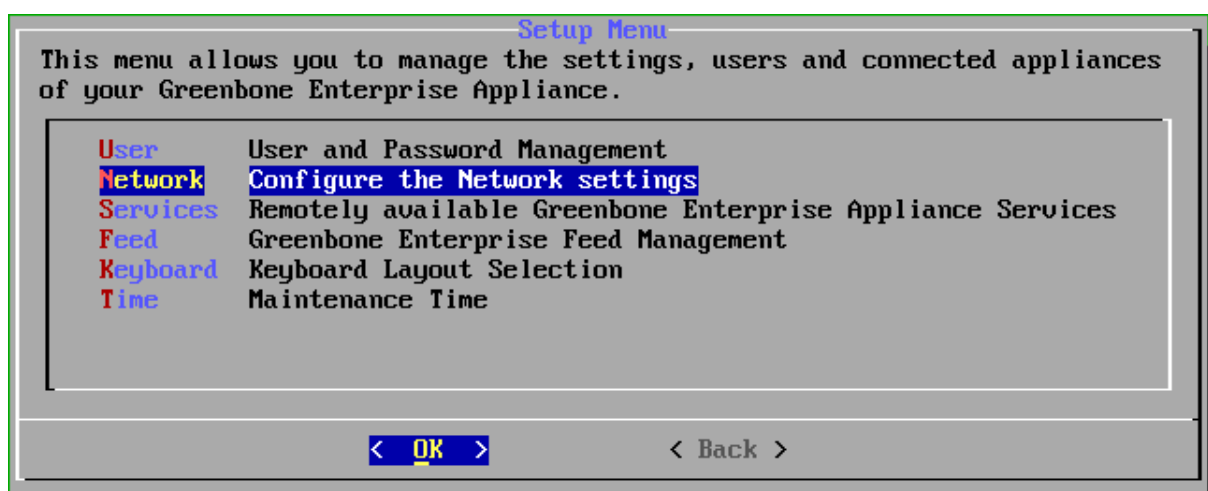 Setup Menu
This menu allows you to manage the settings, users and connected appliances
of your Greenbone Enterprise Appliance.
User User and Password Management
Network Configure the Network settings
Services Remotely available Greenbone Enterprise Appliance Services
Feed Greenbone Enterprise Feed Management
Keyboard Keyboard Layout Selection
Time Maintenance Time
< OK > < Back >